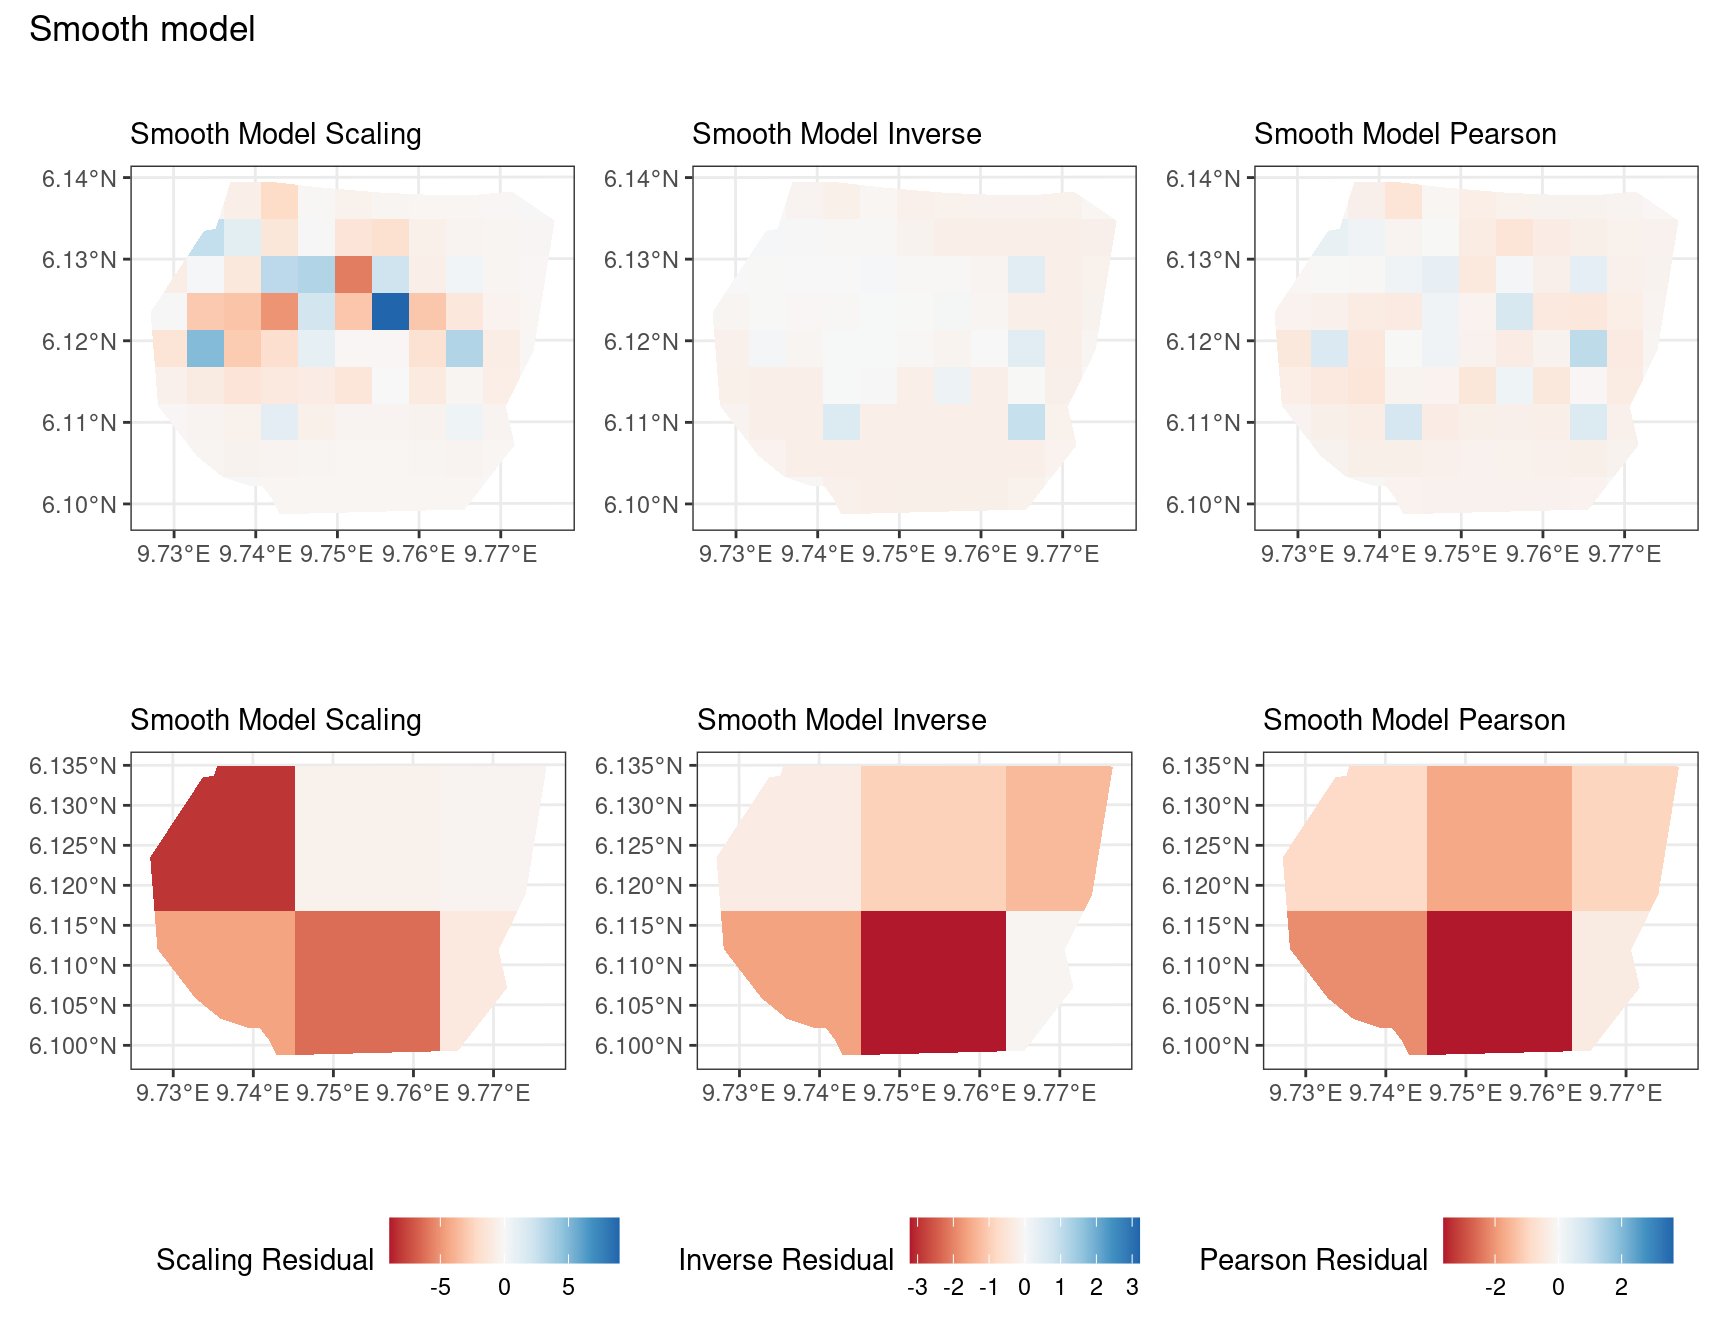 Smooth model
Smooth Model Scaling
Smooth Model Inverse
Smooth Model Pearson
6.14°N
6.13°N
6.12°N
6.11°N
6.10°N
9.73°E 9.74°E 9.75°E 9.76°E 9.77°E
6.14°N
6.13°N
6.12°N
6.11°N
6.10°N
9.73°E 9.74°E 9.75°E 9.76°E 9.77°E
6.14°N
6.13°N
6.12°N
6.11°N
6.10°N
9.73°E 9.74°E 9.75°E 9.76°E 9.77°E
Smooth Model Scaling
Smooth Model Inverse
Smooth Model Pearson
6.135°N
6.130°N
6.125°N
6.120°N
6.115°N
6.110°N
6.105°N
6.100°N
9.73°E 9.74°E 9.75°E 9.76°E 9.77°E
6.135°N
6.130°N
6.125°N
6.120°N
6.115°N
6.110°N
6.105°N
6.100°N
9.73°E 9.74°E 9.75°E 9.76°E 9.77°E
6.135°N
6.130°N
6.125°N
6.120°N
6.115°N
6.110°N
6.105°N
6.100°N
9.73°E 9.74°E 9.75°E 9.76°E 9.77°E
Scaling Residual
-5 0 5
Inverse Residual
-3 -2 -1 0 1 2 3
Pearson Residual
-2 0 2